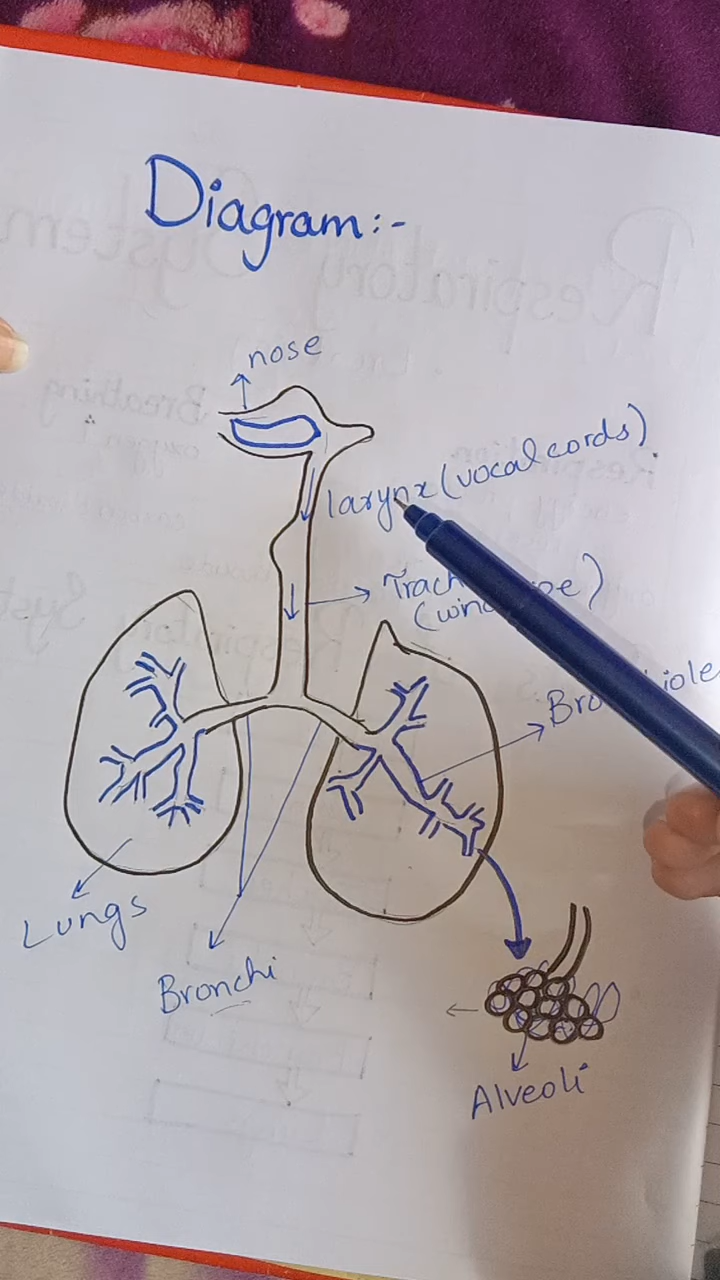 Diagram:-
nose
larynx (vocal cords)
Lungs
Bronchi
Alveoli